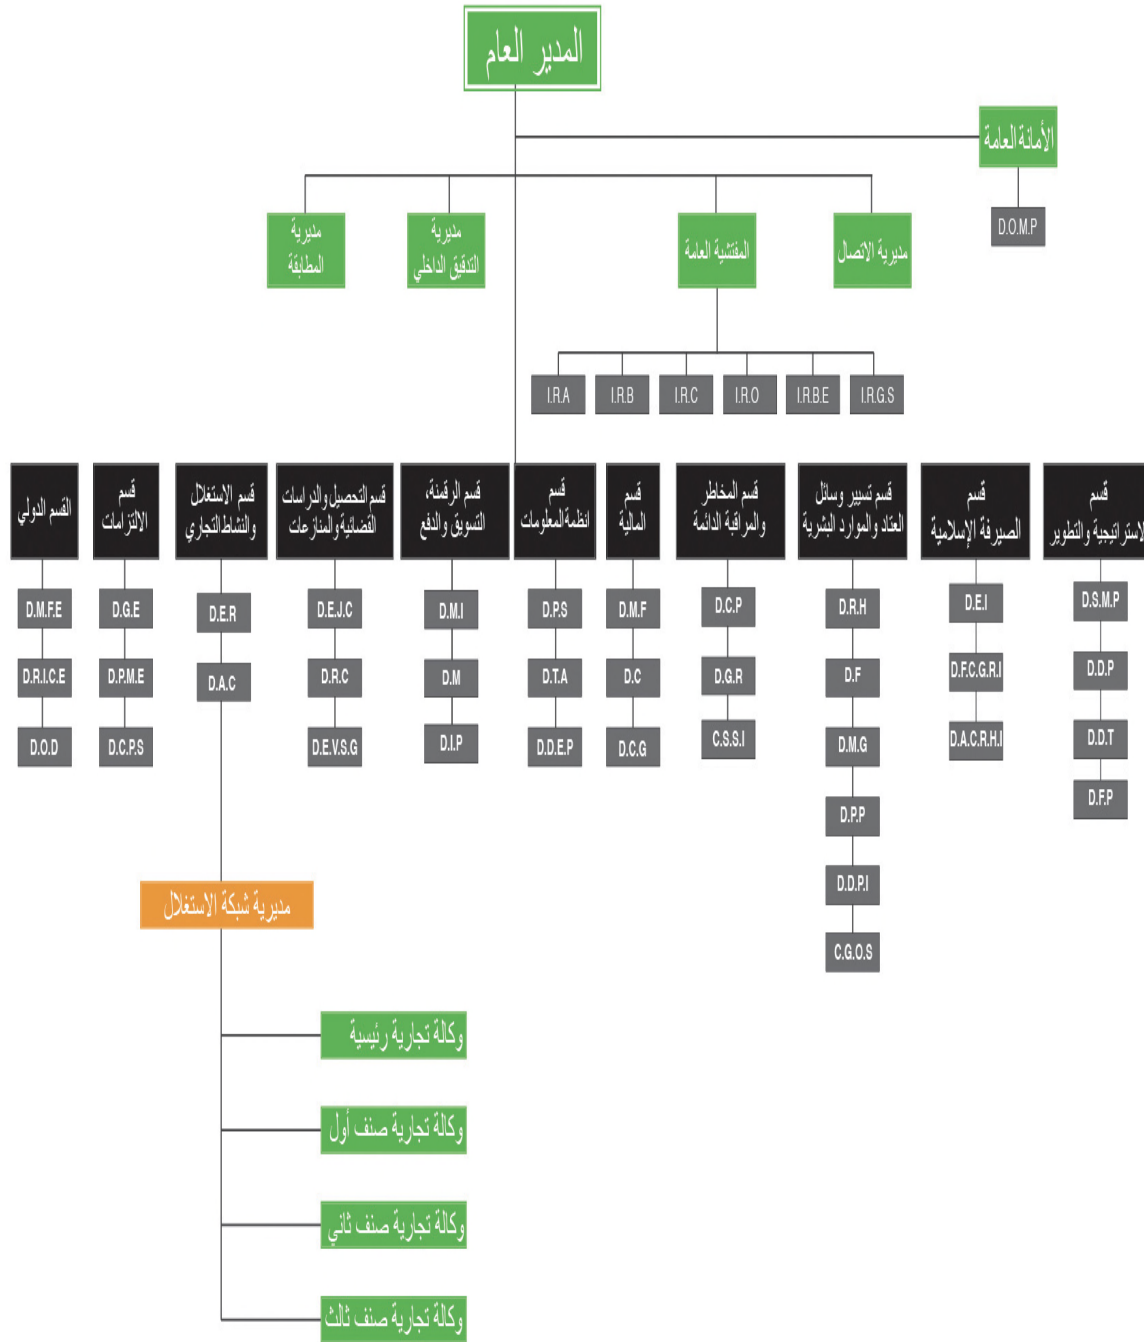 المدير العام
الأمانة العامة
D.O.M.P
مديرية الاتصال
المفتشية العامة
مديرية
التدقيق الداخلي
مديرية
المطابقة
I.R.A
I.R.B
I.R.C
I.R.O
I.R.B.E
I.R.G.S
قسم
لاستراتيجية والتطوير
D.S.M.P
D.D.P
D.D.T
D.F.P
قسم
الصيرفة الإسلامية
D.E.I
D.F.C.G.R.I
D.A.C.R.H.I
قسم تسيير وسائل
العتاد والموارد البشرية
D.R.H
D.F
D.M.G
D.P.P
D.D.P.I
C.G.O.S
قسم المخاطر
والمراقبة الدائمة
D.C.P
D.G.R
C.S.S.I
قسم
المالية
D.M.F
D.C
D.C.G
قسم
انظمة المعلومات
D.P.S
D.T.A
D.D.E.P
قسم الرقمنة،
التسويق والدفع
D.M.I
D.M
D.I.P
قسم التحصيل والدراسات
القضائية والمنازعات
D.E.J.C
D.R.C
D.E.V.S.G
قسم الاستغلال
والنشاط التجاري
D.E.R
D.A.C
قسم
الالتزامات
D.G.E
D.P.M.E
D.C.P.S
القسم الدولي
D.M.F.E
D.R.I.C.E
D.O.D
مديرية شبكة الاستغلال
وكالة تجارية رئيسية
وكالة تجارية صنف أول
وكالة تجارية صنف ثاني
وكالة تجارية صنف ثالث